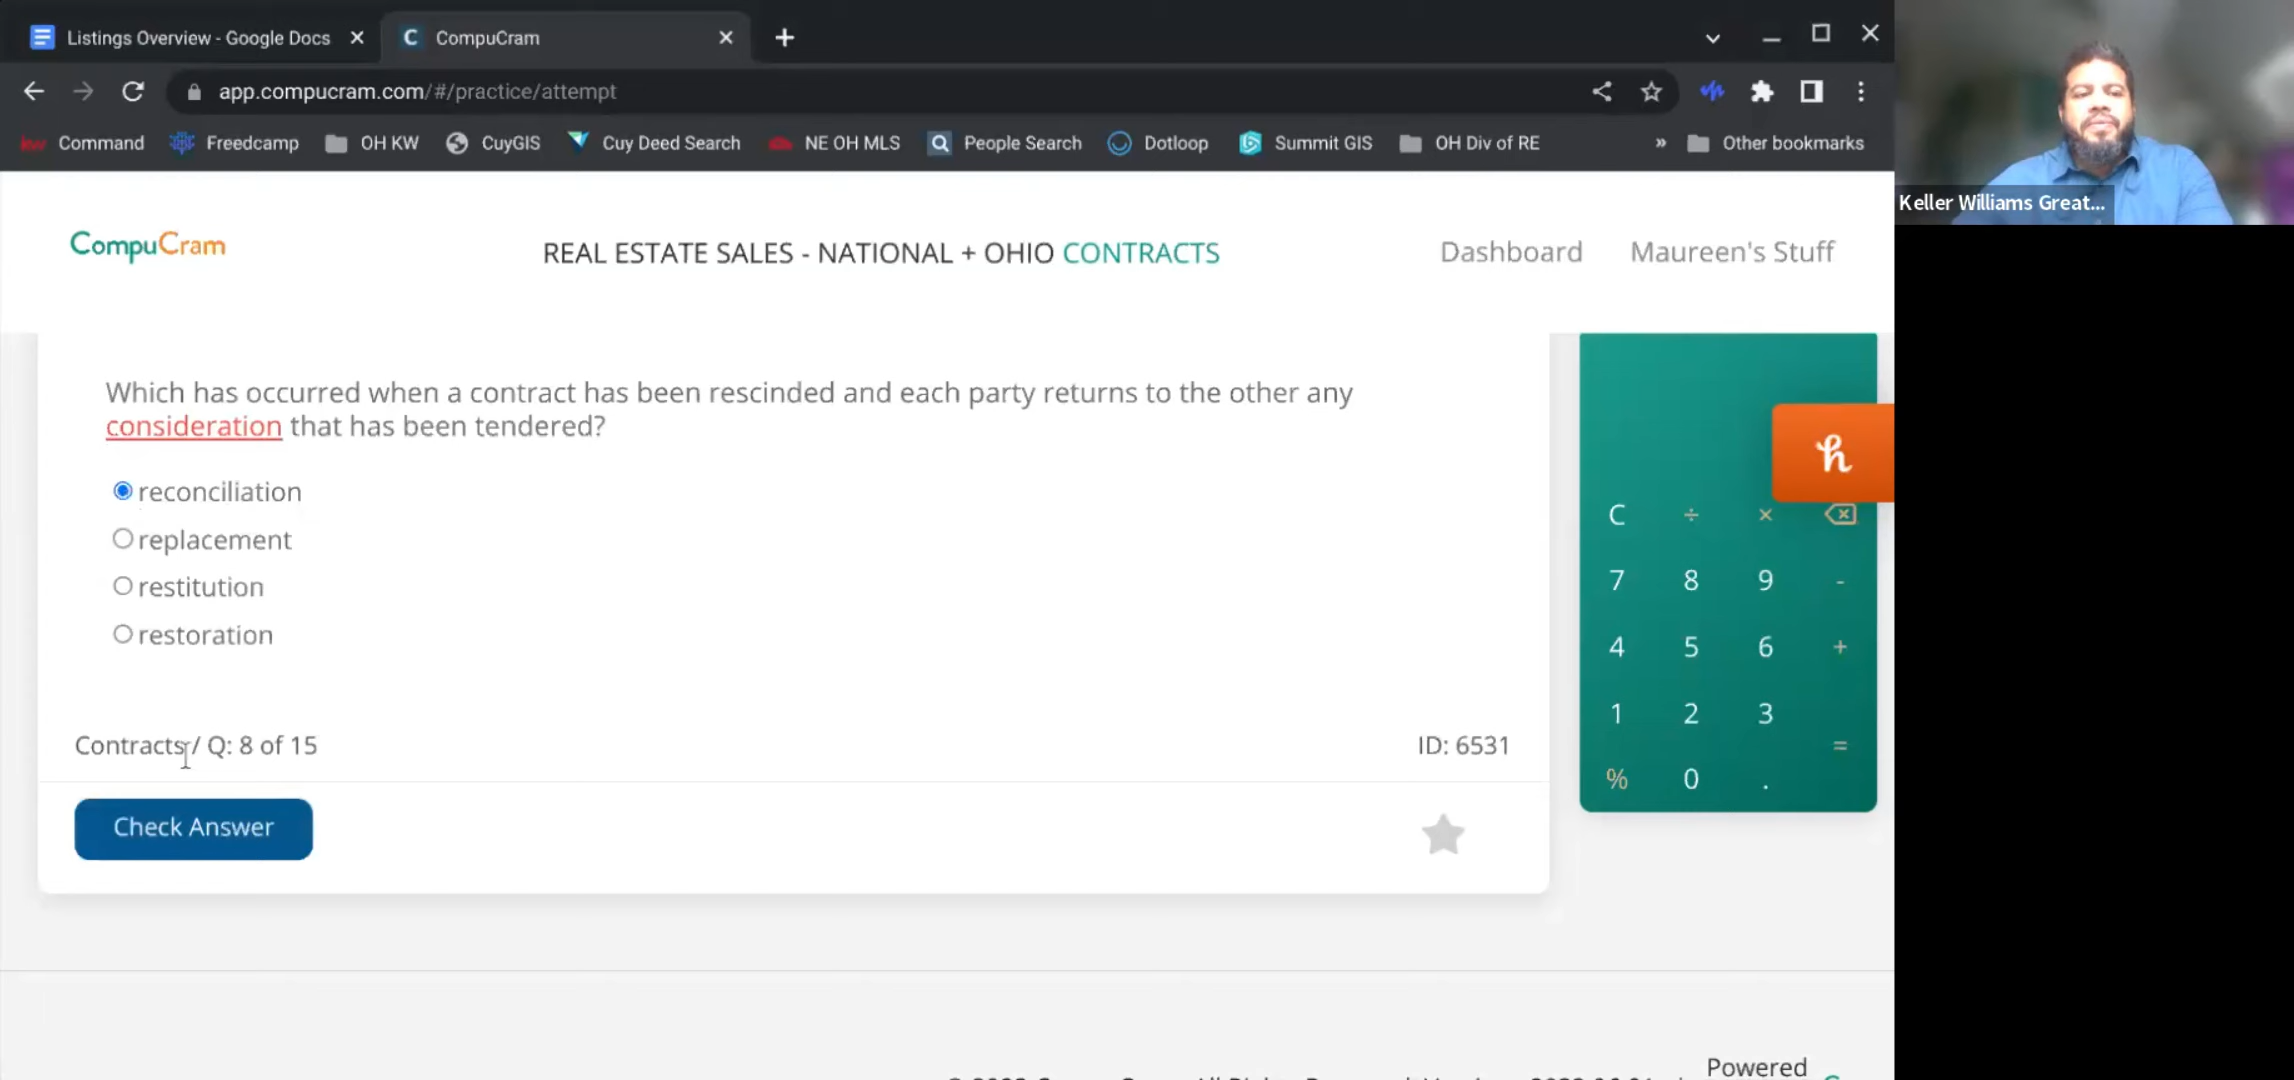 Listings Overview - Google Docs
C CompuCram
app.compucram.com/#/practice/attempt
kw Command Freedcamp OH KW CuyGIS Cuy Deed Search NE OH MLS People Search Dotloop Summit GIS OH Div of RE » Other bookmarks
Keller Williams Great...
CompuCram
REAL ESTATE SALES - NATIONAL + OHIO CONTRACTS
Dashboard Maureen's Stuff
Which has occurred when a contract has been rescinded and each party returns to the other any
consideration that has been tendered?
reconciliation
replacement
restitution
restoration
Contracts / Q: 8 of 15
ID: 6531
Check Answer
h
C ÷ ×
7 8 9 -
4 5 6 +
1 2 3
=
% 0 .
Powered